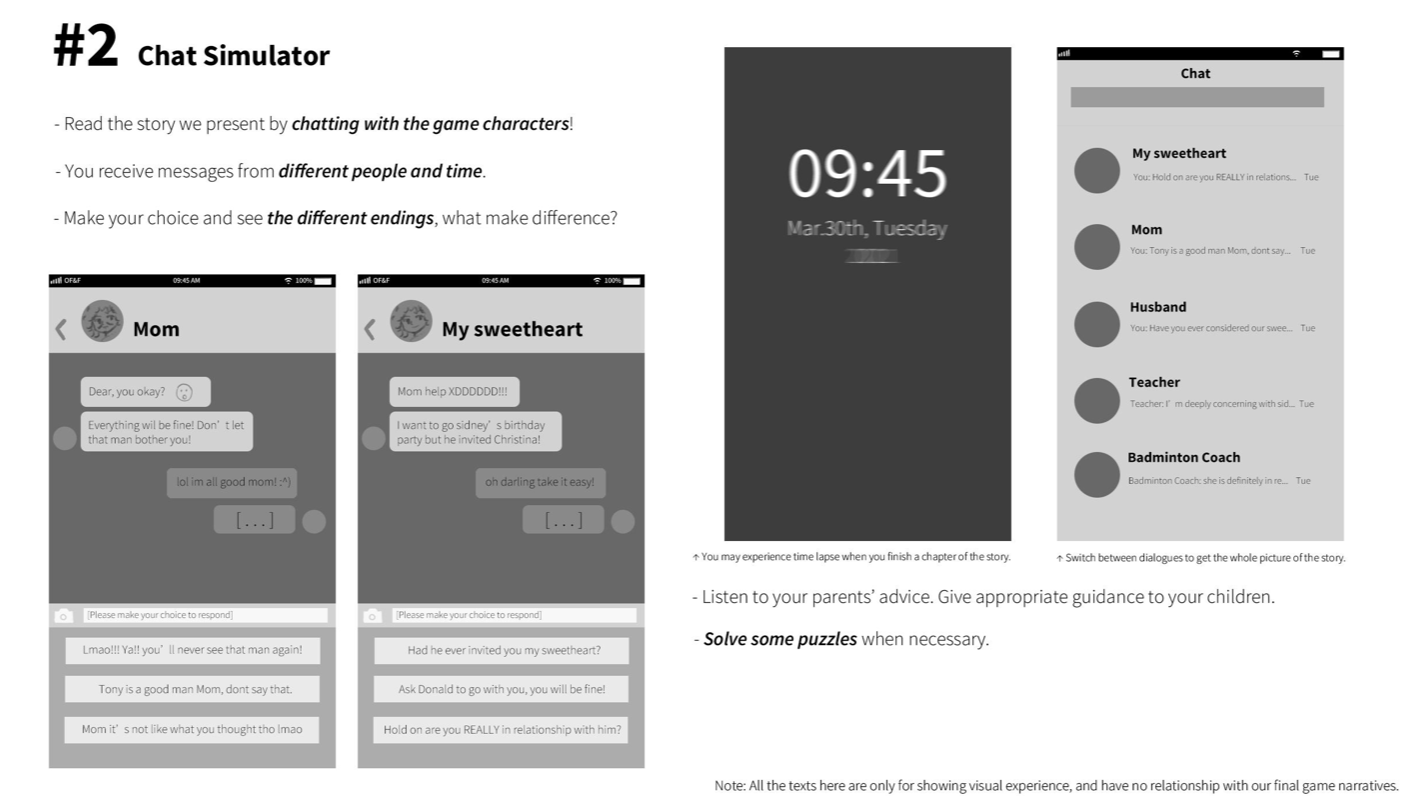 #2 Chat Simulator
- Read the story we present by chatting with the game characters!
- You receive messages from different people and time.
- Make your choice and see the different endings, what make difference?
OF&F 09:45 AM 100%
Mom
Dear, you okay?
Everything wil be fine! Don't let
that man bother you!
lol im all good mom! :^)
[...]
[Please make your choice to respond]
Lmao!!! Ya!! you'll never see that man again!
Tony is a good man Mom, dont say that.
Mom it's not like what you thought tho lmao
OF&F 09:45 AM 100%
My sweetheart
Mom help XDDDDDD!!!
I want to go sidney's birthday
party but he invited Christina!
oh darling take it easy!
[...]
[Please make your choice to respond]
Had he ever invited you my sweetheart?
Ask Donald to go with you, you will be fine!
Hold on are you REALLY in relationship with him?
09:45
Mar.30th, Tuesday
↑ You may experience time lapse when you finish a chapter of the story.
Chat
My sweetheart
You: Hold on are you REALLY in relations... Tue
Mom
You: Tony is a good man Mom, dont say... Tue
Husband
You: Have you ever considered our swee... Tue
Teacher
Teacher: I'm deeply concerning with sid... Tue
Badminton Coach
Badminton Coach: she is definitely in re... Tue
↑ Switch between dialogues to get the whole picture of the story.
- Listen to your parents' advice. Give appropriate guidance to your children.
- Solve some puzzles when necessary.
Note: All the texts here are only for showing visual experience, and have no relationship with our final game narratives.